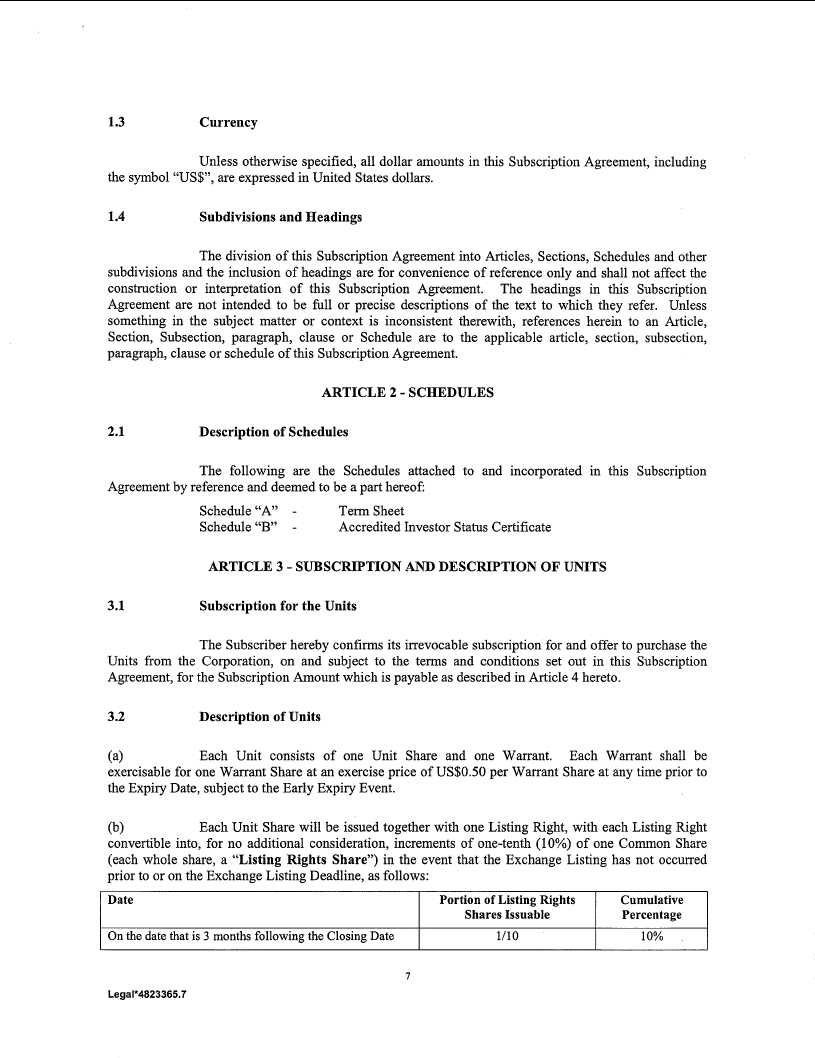 1.3 Currency
Unless otherwise specified, all dollar amounts in this Subscription Agreement, including
the symbol “US$”, are expressed in United States dollars.
1.4 Subdivisions and Headings
The division of this Subscription Agreement into Articles, Sections, Schedules and other
subdivisions and the inclusion of headings are for convenience of reference only and shall not affect the
construction or interpretation of this Subscription Agreement. The headings in this Subscription
Agreement are not intended to be full or precise descriptions of the text to which they refer. Unless
something in the subject matter or context is inconsistent therewith, references herein to an Article,
Section, Subsection, paragraph, clause or Schedule are to the applicable article, section, subsection,
paragraph, clause or schedule of this Subscription Agreement.
ARTICLE 2 - SCHEDULES
2.1 Description of Schedules
The following are the Schedules attached to and incorporated in this Subscription
Agreement by reference and deemed to be a part hereof:
Schedule “A” - Term Sheet
Schedule “B” - Accredited Investor Status Certificate
ARTICLE 3 - SUBSCRIPTION AND DESCRIPTION OF UNITS
3.1 Subscription for the Units
The Subscriber hereby confirms its irrevocable subscription for and offer to purchase the
Units from the Corporation, on and subject to the terms and conditions set out in this Subscription
Agreement, for the Subscription Amount which is payable as described in Article 4 hereto.
3.2 Description of Units
(a) Each Unit consists of one Unit Share and one Warrant. Each Warrant shall be
exercisable for one Warrant Share at an exercise price of US$0.50 per Warrant Share at any time prior to
the Expiry Date, subject to the Early Expiry Event.
(b) Each Unit Share will be issued together with one Listing Right, with each Listing Right
convertible into, for no additional consideration, increments of one-tenth (10%) of one Common Share
(each whole share, a “Listing Rights Share”) in the event that the Exchange Listing has not occurred
prior to or on the Exchange Listing Deadline, as follows:
Date Portion of Listing Rights Cumulative
Shares Issuable Percentage
On the date that is 3 months following the Closing Date 1/10 10%
7
Legal*4823365.7